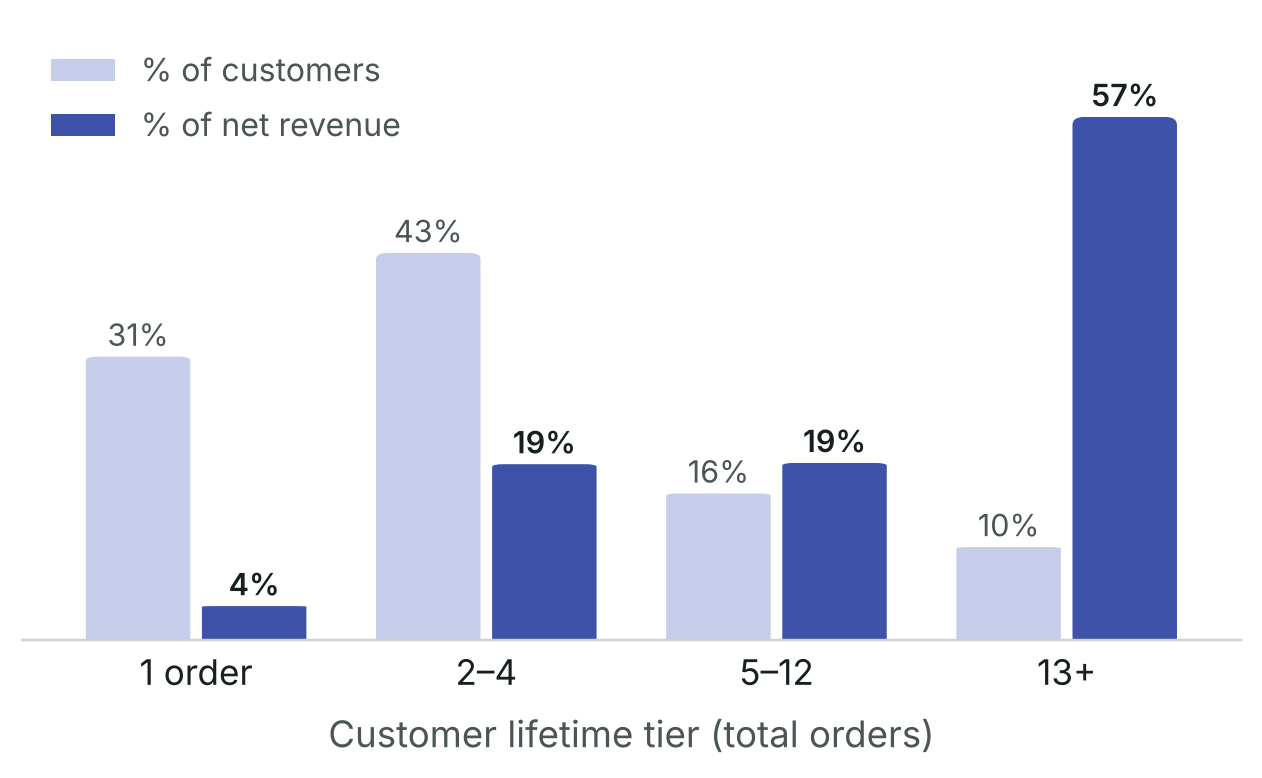 % of customers
% of net revenue
31%
4%
43%
19%
16%
19%
10%
57%
1 order
2–4
5–12
13+
Customer lifetime tier (total orders)